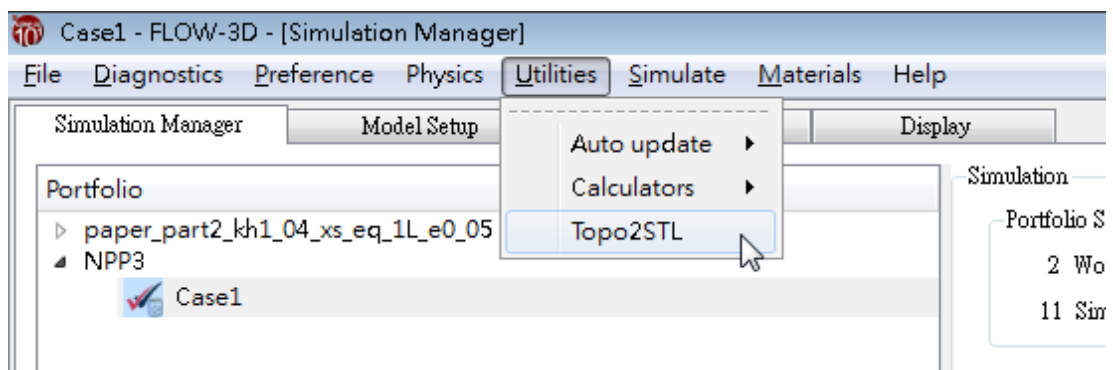 Case1 - FLOW-3D - [Simulation Manager]
File Diagnostics Preference Physics Utilities Simulate Materials Help
Simulation Manager Model Setup Display
Auto update
Calculators
Topo2STL
Portfolio
paper_part2_kh1_04_xs_eq_1L_e0_05
NPP3
Case1
Simulation
Portfolio S
2 Wo
11 Sim